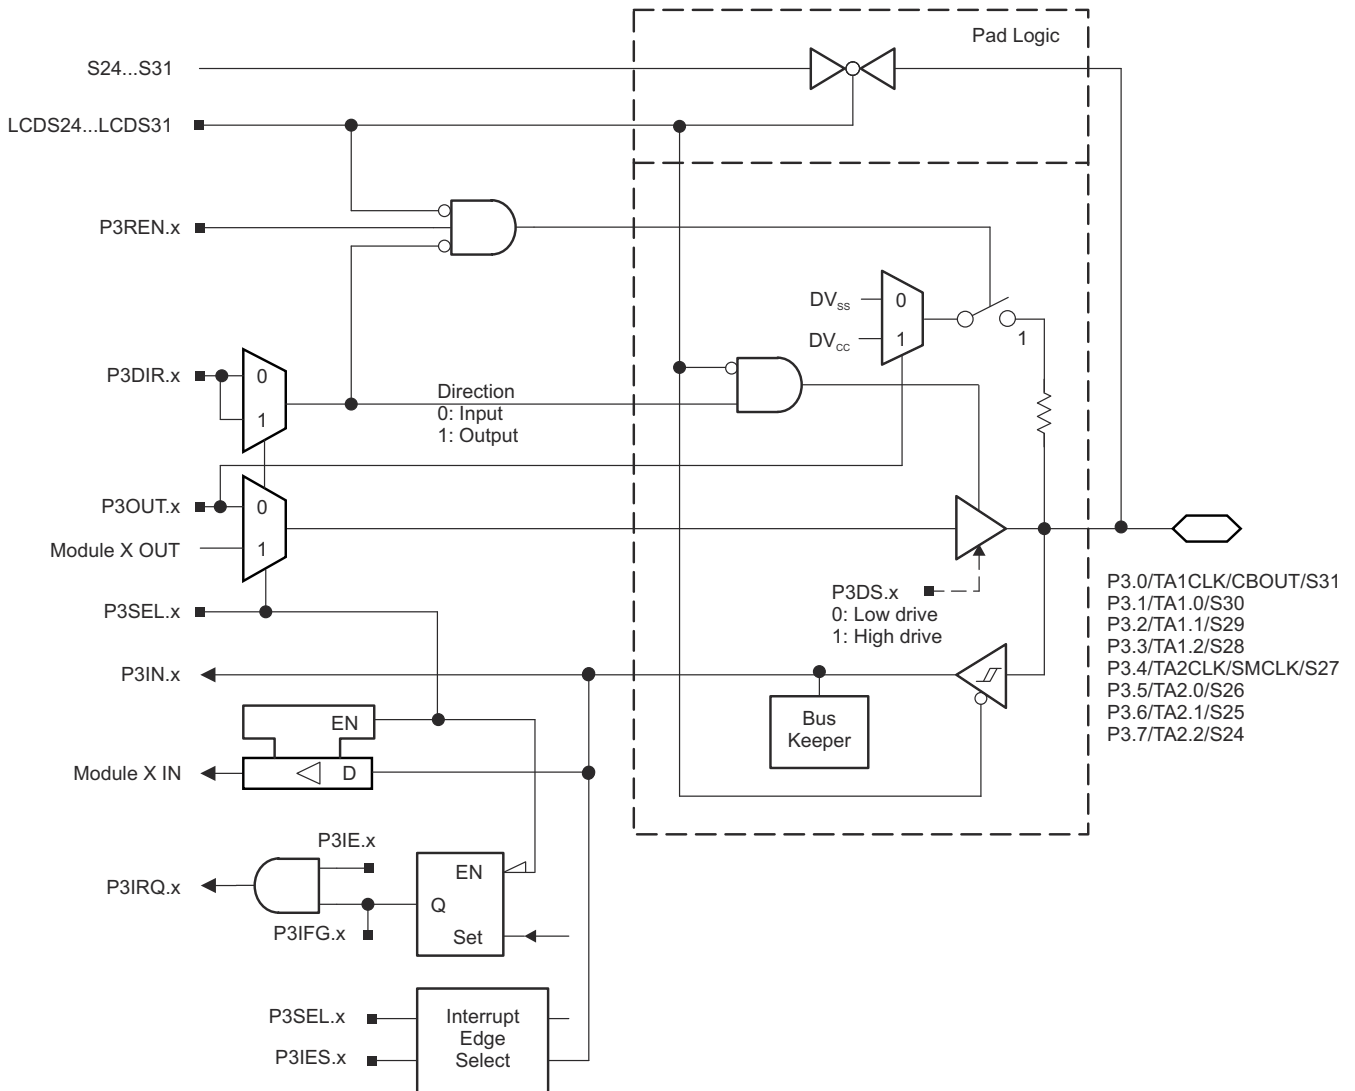 Pad Logic
S24...S31
LCDS24...LCDS31
P3REN.x
DVSS
0
DVCC
1
1
P3DIR.x
0
1
Direction
0: Input
1: Output
P3OUT.x
0
Module X OUT
1
P3SEL.x
P3DS.x
0: Low drive
1: High drive
P3.0/TA1CLK/CBOUT/S31
P3.1/TA1.0/S30
P3.2/TA1.1/S29
P3.3/TA1.2/S28
P3.4/TA2CLK/SMCLK/S27
P3.5/TA2.0/S26
P3.6/TA2.1/S25
P3.7/TA2.2/S24
P3IN.x
Bus
Keeper
EN
Module X IN
D
P3IE.x
P3IRQ.x
EN
Q
P3IFG.x
Set
P3SEL.x
P3IES.x
Interrupt
Edge
Select